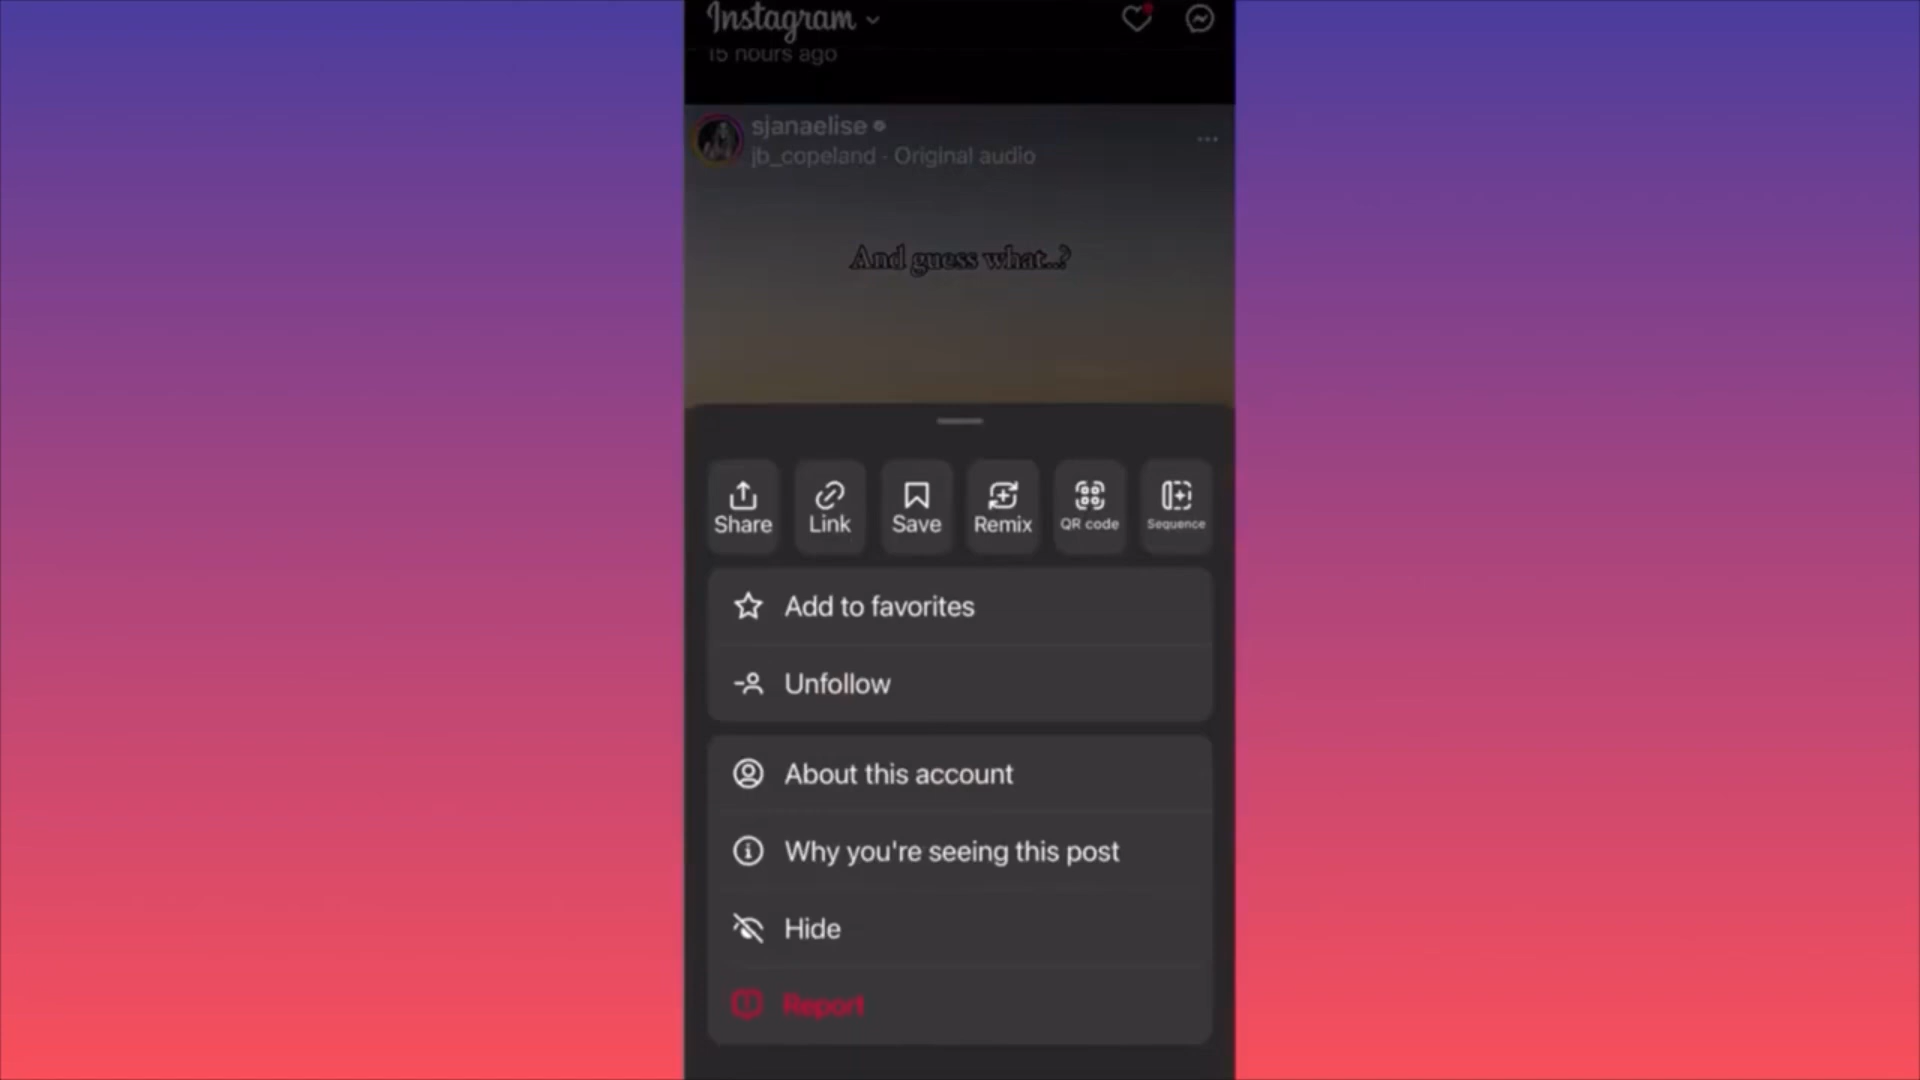 Instagram
15 hours ago
sjanaelise
jb_copeland · Original audio
And guess what..?
Share
Link
Save
Remix
QR code
Sequence
Add to favorites
Unfollow
About this account
Why you're seeing this post
Hide
Report